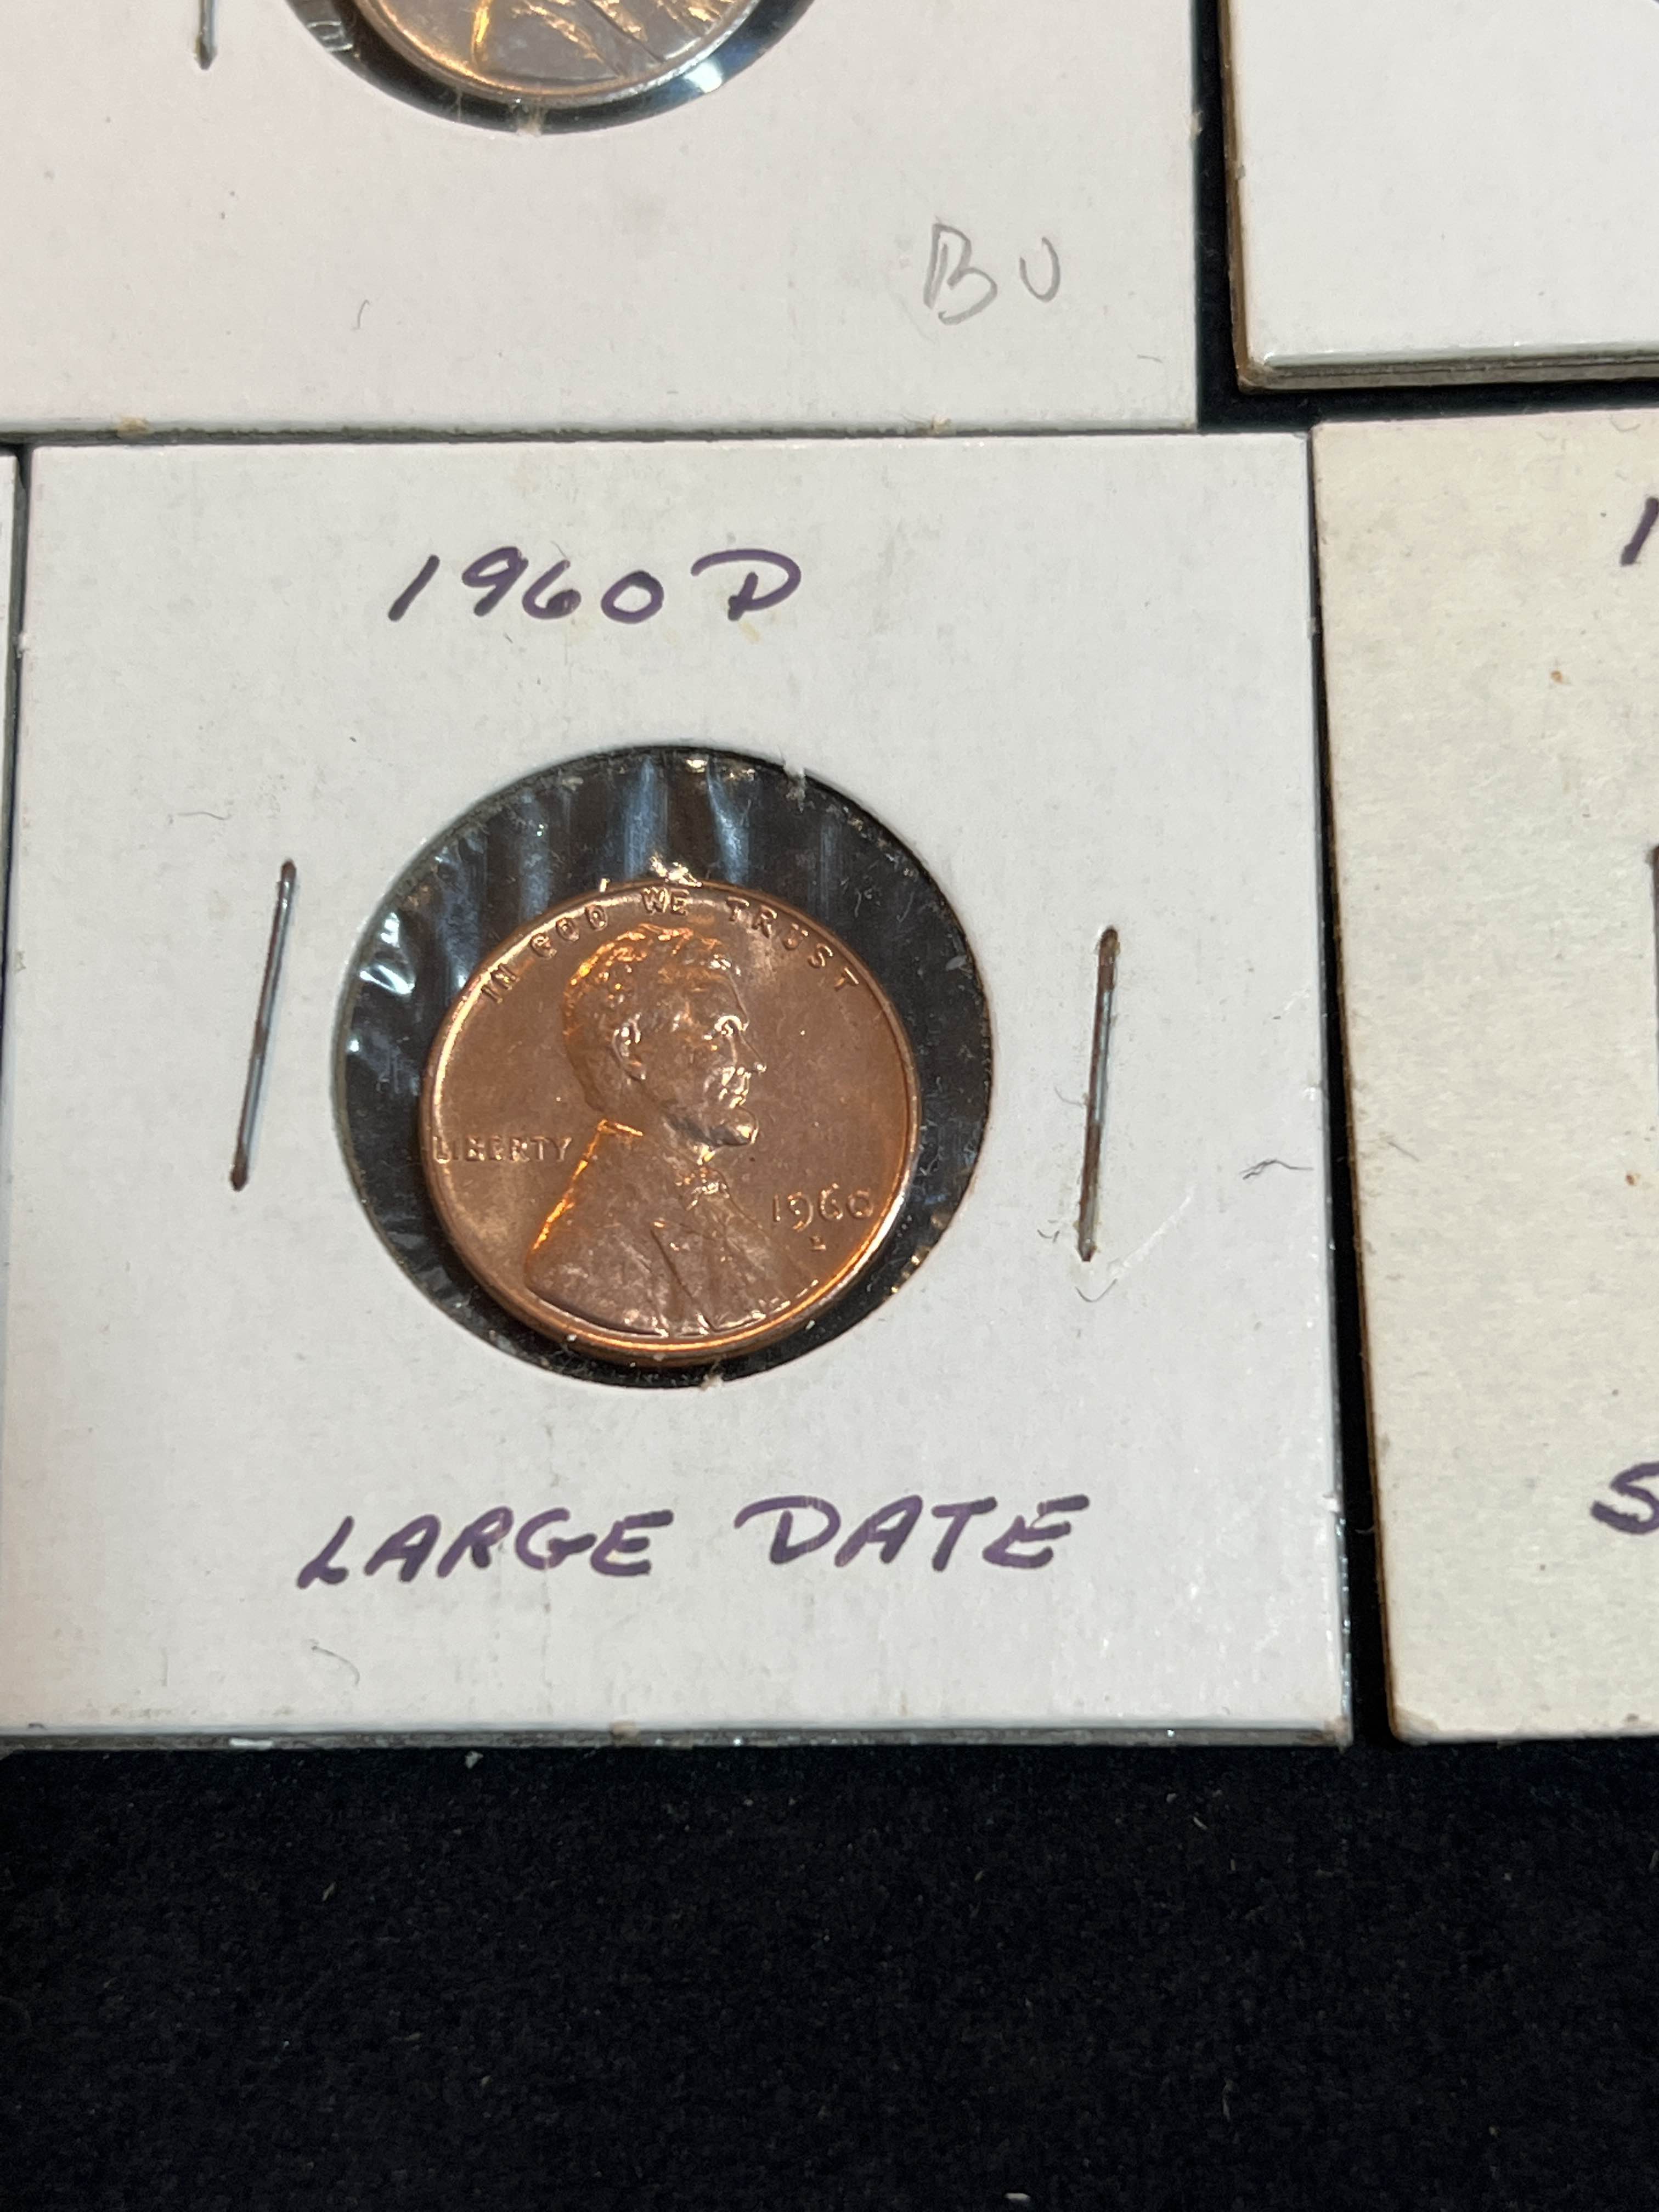 BU
1960 D
IN GOD WE TRUST
LIBERTY
1960
D
LARGE DATE